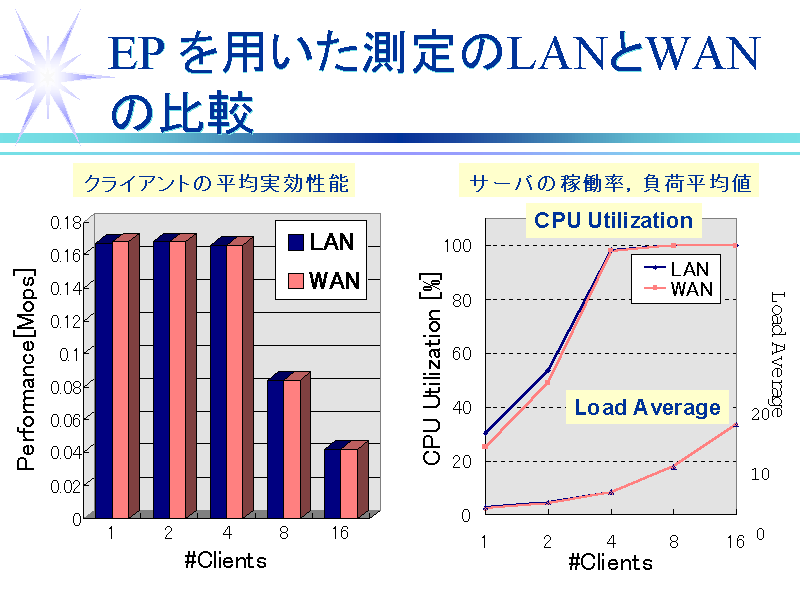 EP を用いた測定のLANとWAN
の比較
クライアントの平均実効性能
サーバの稼働率, 負荷平均値
Performance[Mops]
0.18
0.16
0.14
0.12
0.1
0.08
0.06
0.04
0.02
0
LAN
WAN
1 2 4 8 16
#Clients
CPU Utilization
CPU Utilization [%]
100
80
60
40
20
0
LAN
WAN
Load Average
Load Average
20
10
0
1 2 4 8 16
#Clients